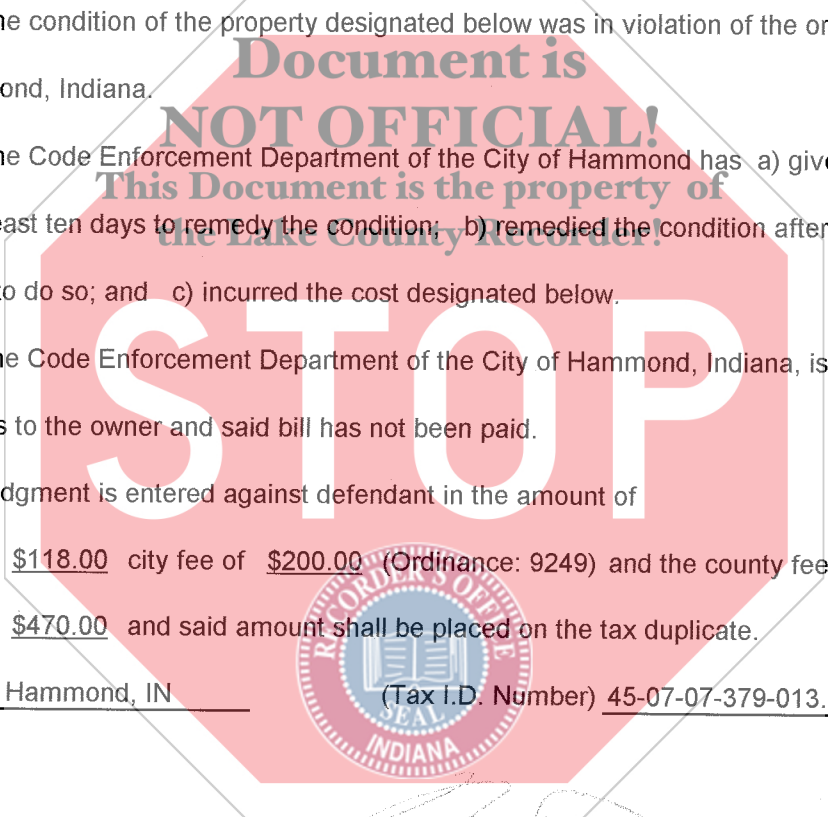 he condition of the property designated below was in violation of the or
Document is
ond, Indiana.
NOT OFFICIAL!
he Code Enforcement Department of the City of Hammond has a) give
This Document is the property of
east ten days to remedy the condition; b) remedied the condition after
the Lake County Recorder!
to do so; and c) incurred the cost designated below.
STOP
he Code Enforcement Department of the City of Hammond, Indiana, is
s to the owner and said bill has not been paid.
dgment is entered against defendant in the amount of
$118.00 city fee of $200.00 (Ordinance: 9249) and the county fee
RECORDER'S OFFICE
$470.00 and said amount shall be placed on the tax duplicate.
Hammond, IN (Tax I.D. Number) 45-07-07-379-013.
SEAL
INDIANA